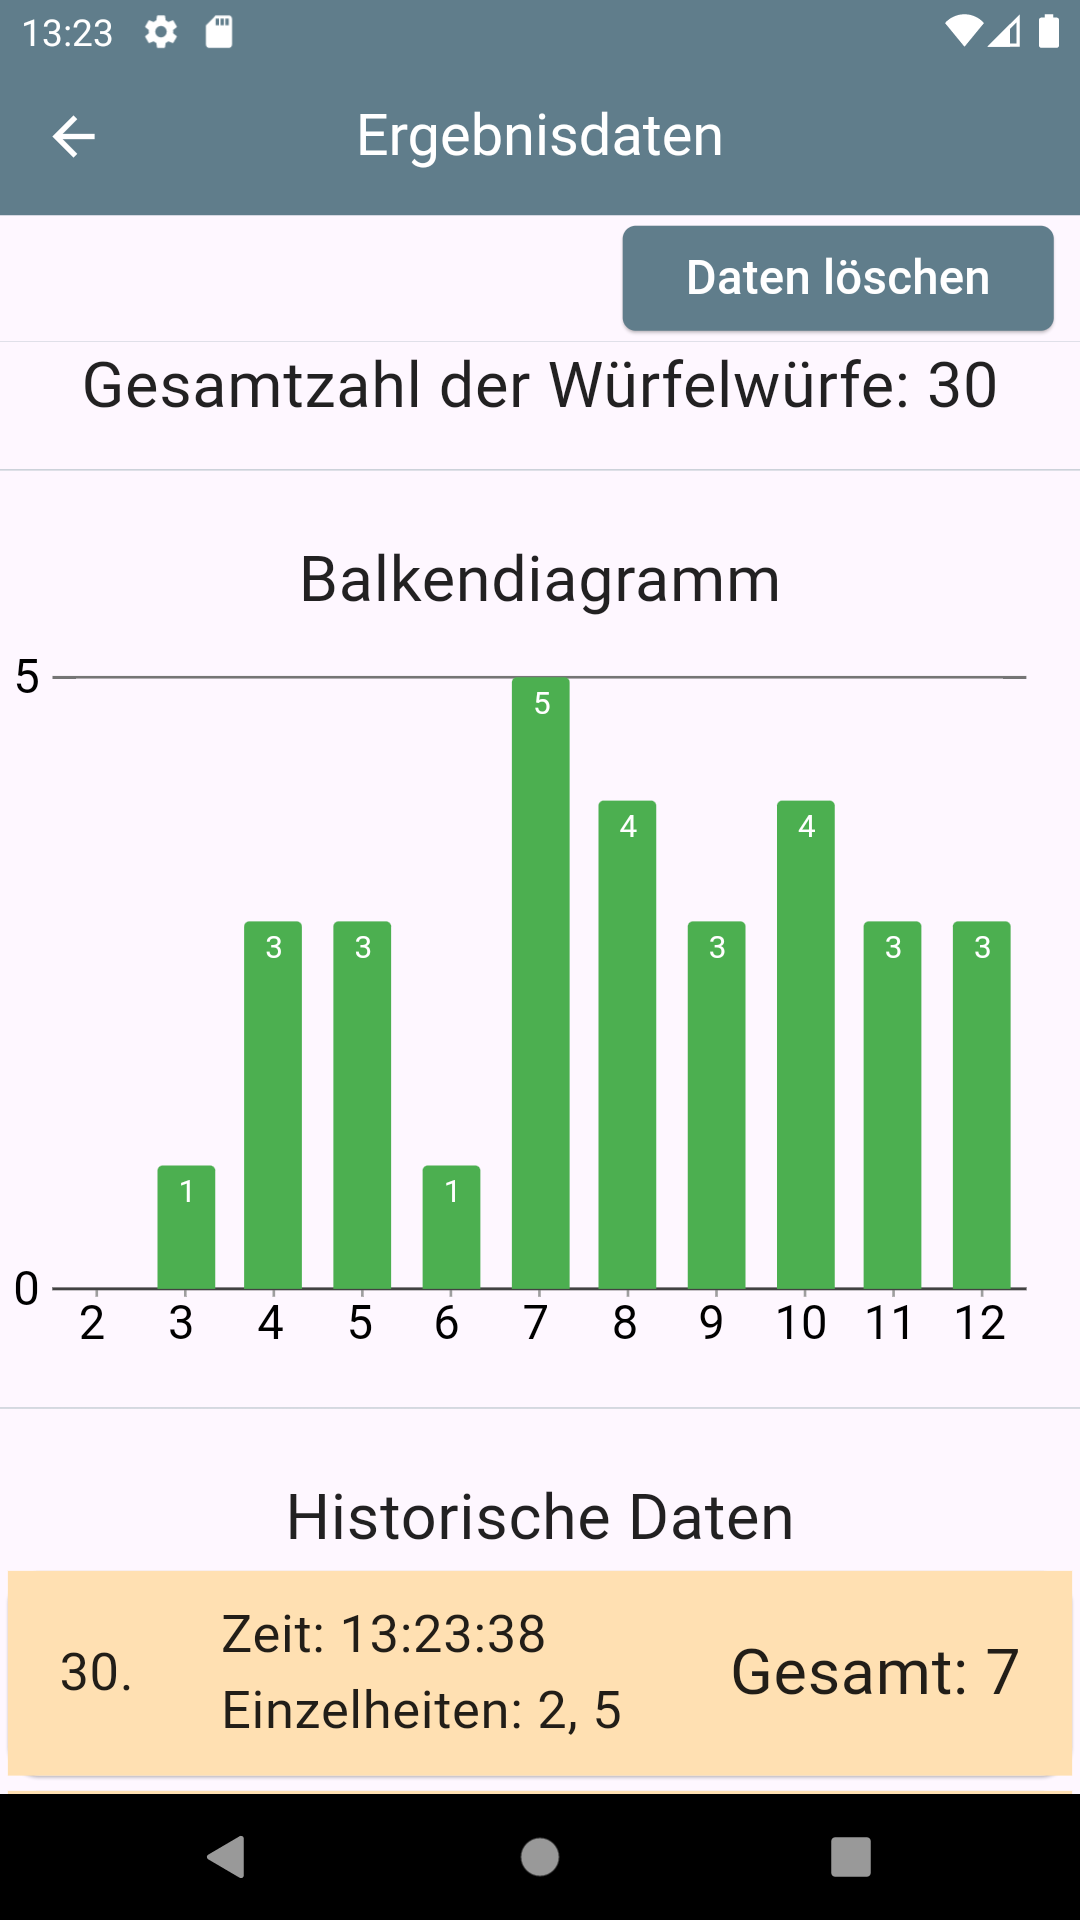 13:23
Ergebnisdaten
Daten löschen
Gesamtzahl der Würfelwürfe: 30
Balkendiagramm
5
5
4
4
3
3
3
3
3
1
1
0
2 3 4 5 6 7 8 9 10 11 12
Historische Daten
30.
Zeit: 13:23:38
Einzelheiten: 2, 5
Gesamt: 7